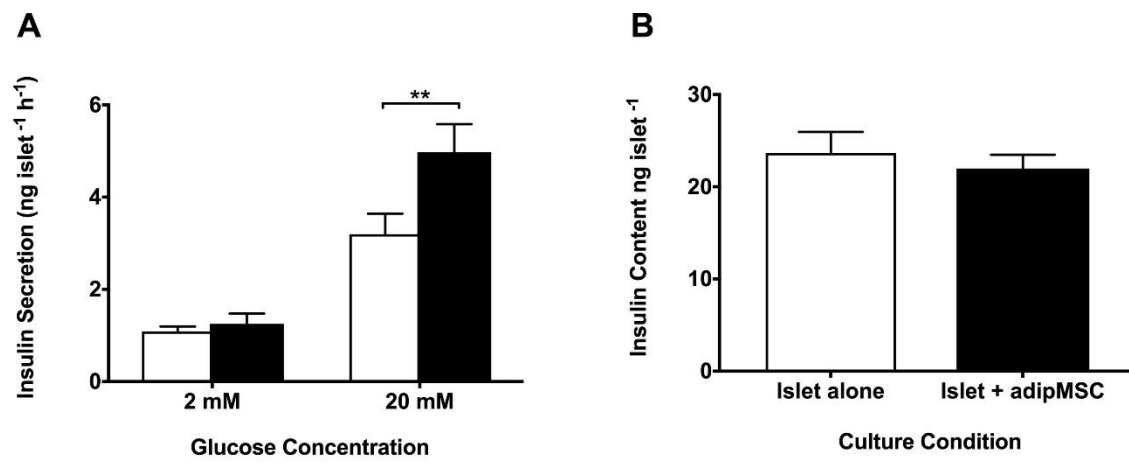 A
Insulin Secretion (ng islet ⁻¹ h⁻¹)
6
4
2
0
**
2 mM
20 mM
Glucose Concentration
B
Insulin Content ng islet ⁻¹
30
20
10
0
Islet alone
Islet + adipMSC
Culture Condition